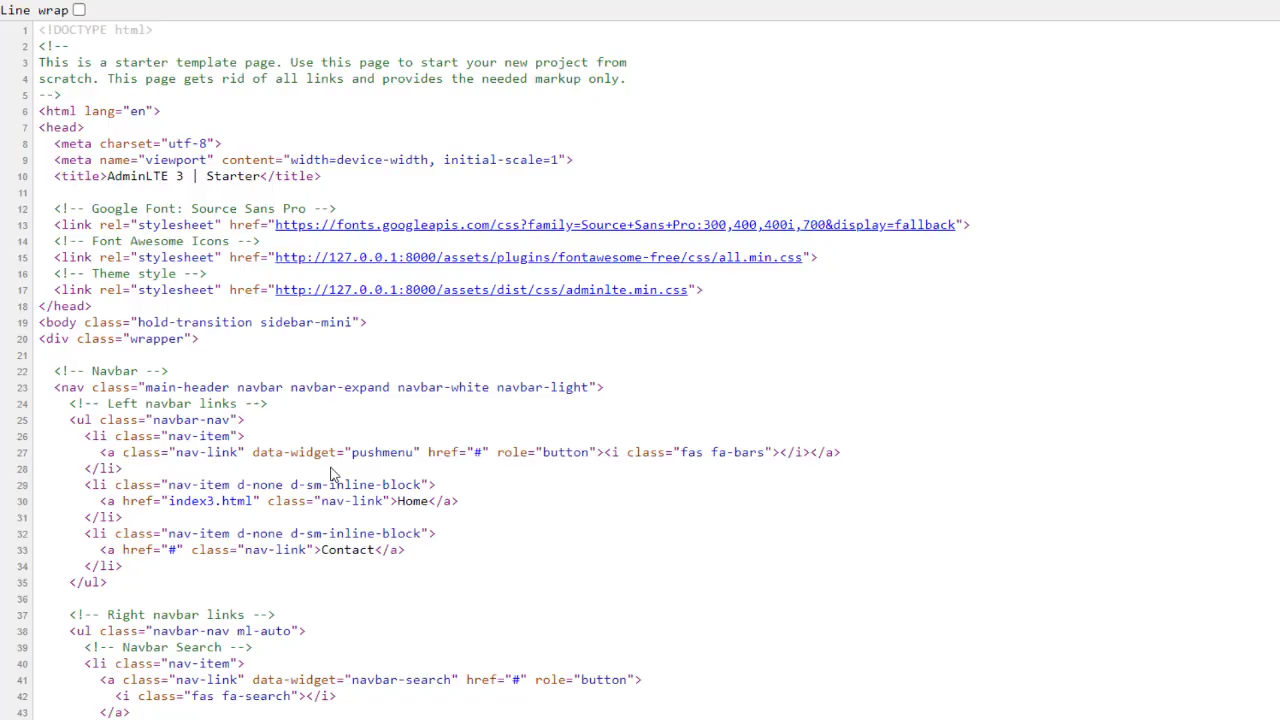 Line wrap
1 <!DOCTYPE html>
2 <!--
3 This is a starter template page. Use this page to start your new project from
4 scratch. This page gets rid of all links and provides the needed markup only.
5 -->
6 <html lang="en">
7 <head>
8   <meta charset="utf-8">
9   <meta name="viewport" content="width=device-width, initial-scale=1">
10   <title>AdminLTE 3 | Starter</title>
11
12   <!-- Google Font: Source Sans Pro -->
13   <link rel="stylesheet" href="https://fonts.googleapis.com/css?family=Source+Sans+Pro:300,400,400i,700&display=fallback">
14   <!-- Font Awesome Icons -->
15   <link rel="stylesheet" href="http://127.0.0.1:8000/assets/plugins/fontawesome-free/css/all.min.css">
16   <!-- Theme style -->
17   <link rel="stylesheet" href="http://127.0.0.1:8000/assets/dist/css/adminlte.min.css">
18 </head>
19 <body class="hold-transition sidebar-mini">
20 <div class="wrapper">
21
22   <!-- Navbar -->
23   <nav class="main-header navbar navbar-expand navbar-white navbar-light">
24     <!-- Left navbar links -->
25     <ul class="navbar-nav">
26       <li class="nav-item">
27         <a class="nav-link" data-widget="pushmenu" href="#" role="button"><i class="fas fa-bars"></i></a>
28       </li>
29       <li class="nav-item d-none d-sm-inline-block">
30         <a href="index3.html" class="nav-link">Home</a>
31       </li>
32       <li class="nav-item d-none d-sm-inline-block">
33         <a href="#" class="nav-link">Contact</a>
34       </li>
35     </ul>
36
37     <!-- Right navbar links -->
38     <ul class="navbar-nav ml-auto">
39       <!-- Navbar Search -->
40       <li class="nav-item">
41         <a class="nav-link" data-widget="navbar-search" href="#" role="button">
42           <i class="fas fa-search"></i>
43         </a>